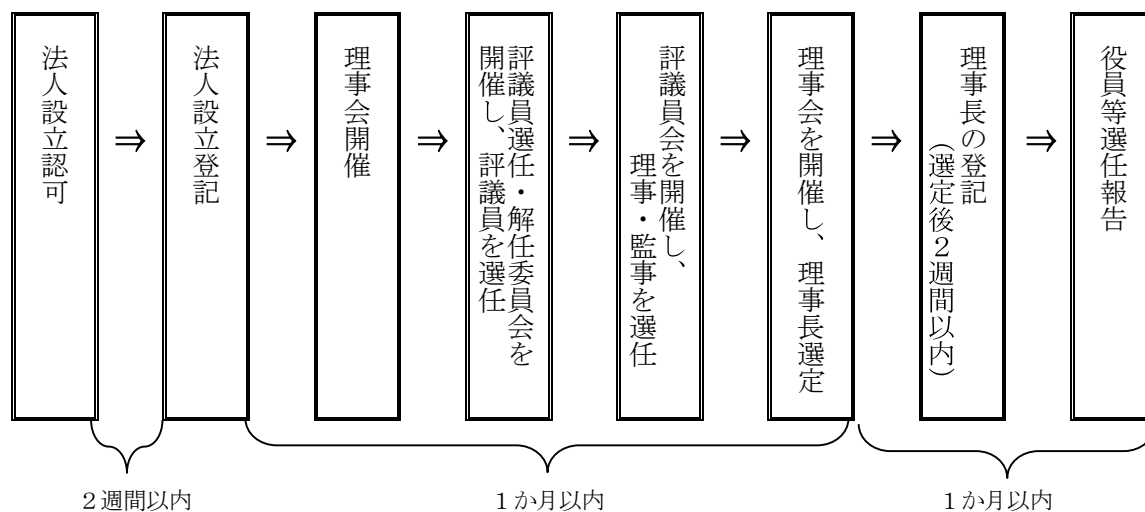 法人設立認可
⇒
法人設立登記
⇒
理事会開催
⇒
評議員選任・解任委員会を
開催し、評議員を選任
⇒
評議員会を開催し、
理事・監事を選任
⇒
理事会を開催し、理事長選定
⇒
理事長の登記
(選定後２週間以内)
⇒
役員等選任報告
２週間以内
１か月以内
１か月以内